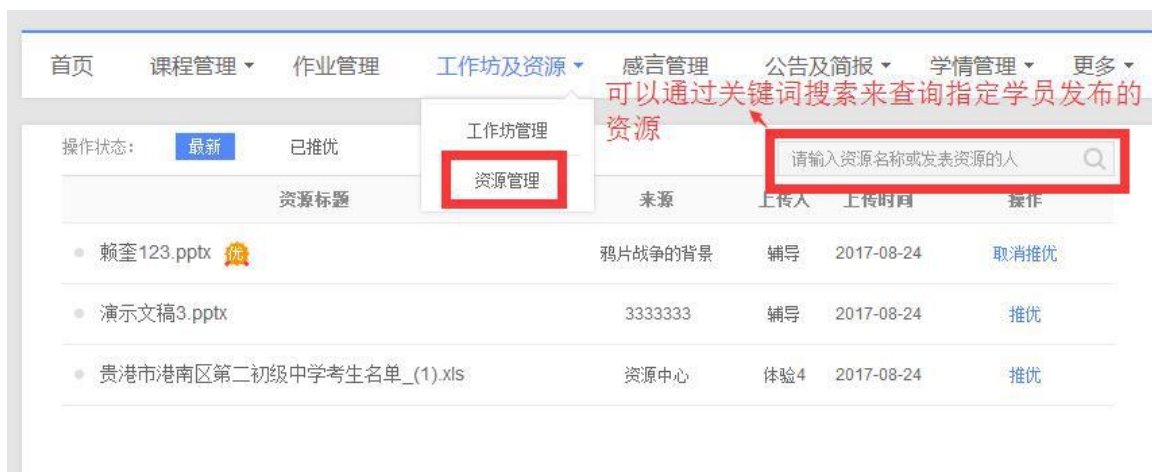 首页 课程管理 作业管理 工作坊及资源 感言管理 公告及简报 学情管理 更多
可以通过关键词搜索来查询指定学员发布的
资源
工作坊管理
资源管理
操作状态： 最新 已推优
请输入资源名称或发表资源的人
资源标题 来源 上传人 上传时间 操作
赖奎123.pptx 优 鸦片战争的背景 辅导 2017-08-24 取消推优
演示文稿3.pptx 3333333 辅导 2017-08-24 推优
贵港市港南区第二初级中学考生名单_(1).xls 资源中心 体验4 2017-08-24 推优